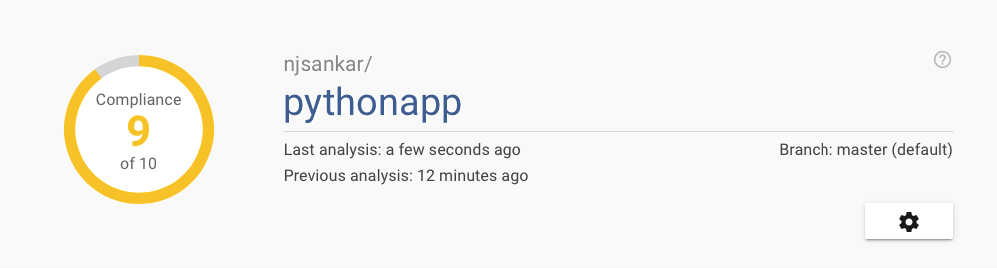 Compliance
9
of 10
njsankar/
pythonapp
Last analysis: a few seconds ago
Branch: master (default)
Previous analysis: 12 minutes ago